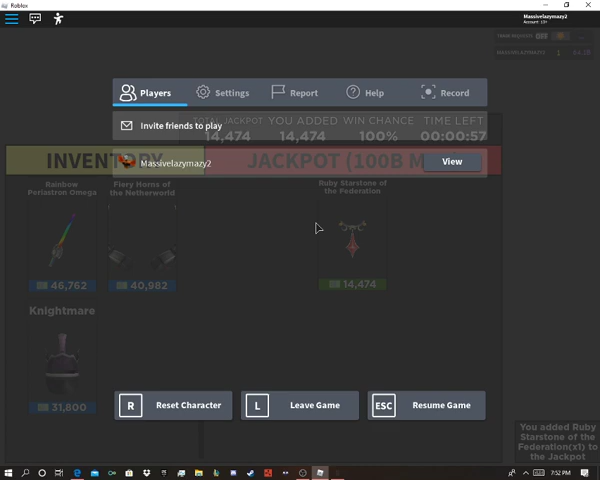 Roblox
Massivelazymazy2
Account: 13+
Players
Settings
Report
Help
Record
TOTAL JACKPOT YOU ADDED WIN CHANCE TIME LEFT
14,474 14,474 100% 00:00:57
Invite friends to play
INVENTORY JACKPOT (100B M
Massivelazymazy2
View
Rainbow
Periastron Omega
Fiery Horns of
the Netherworld
Ruby Starstone of
the Federation
46,762
40,982
14,474
Knightmare
31,800
R Reset Character
L Leave Game
ESC Resume Game
You added Ruby
Starstone of the
Federation(x1) to
the Jackpot
7:52 PM